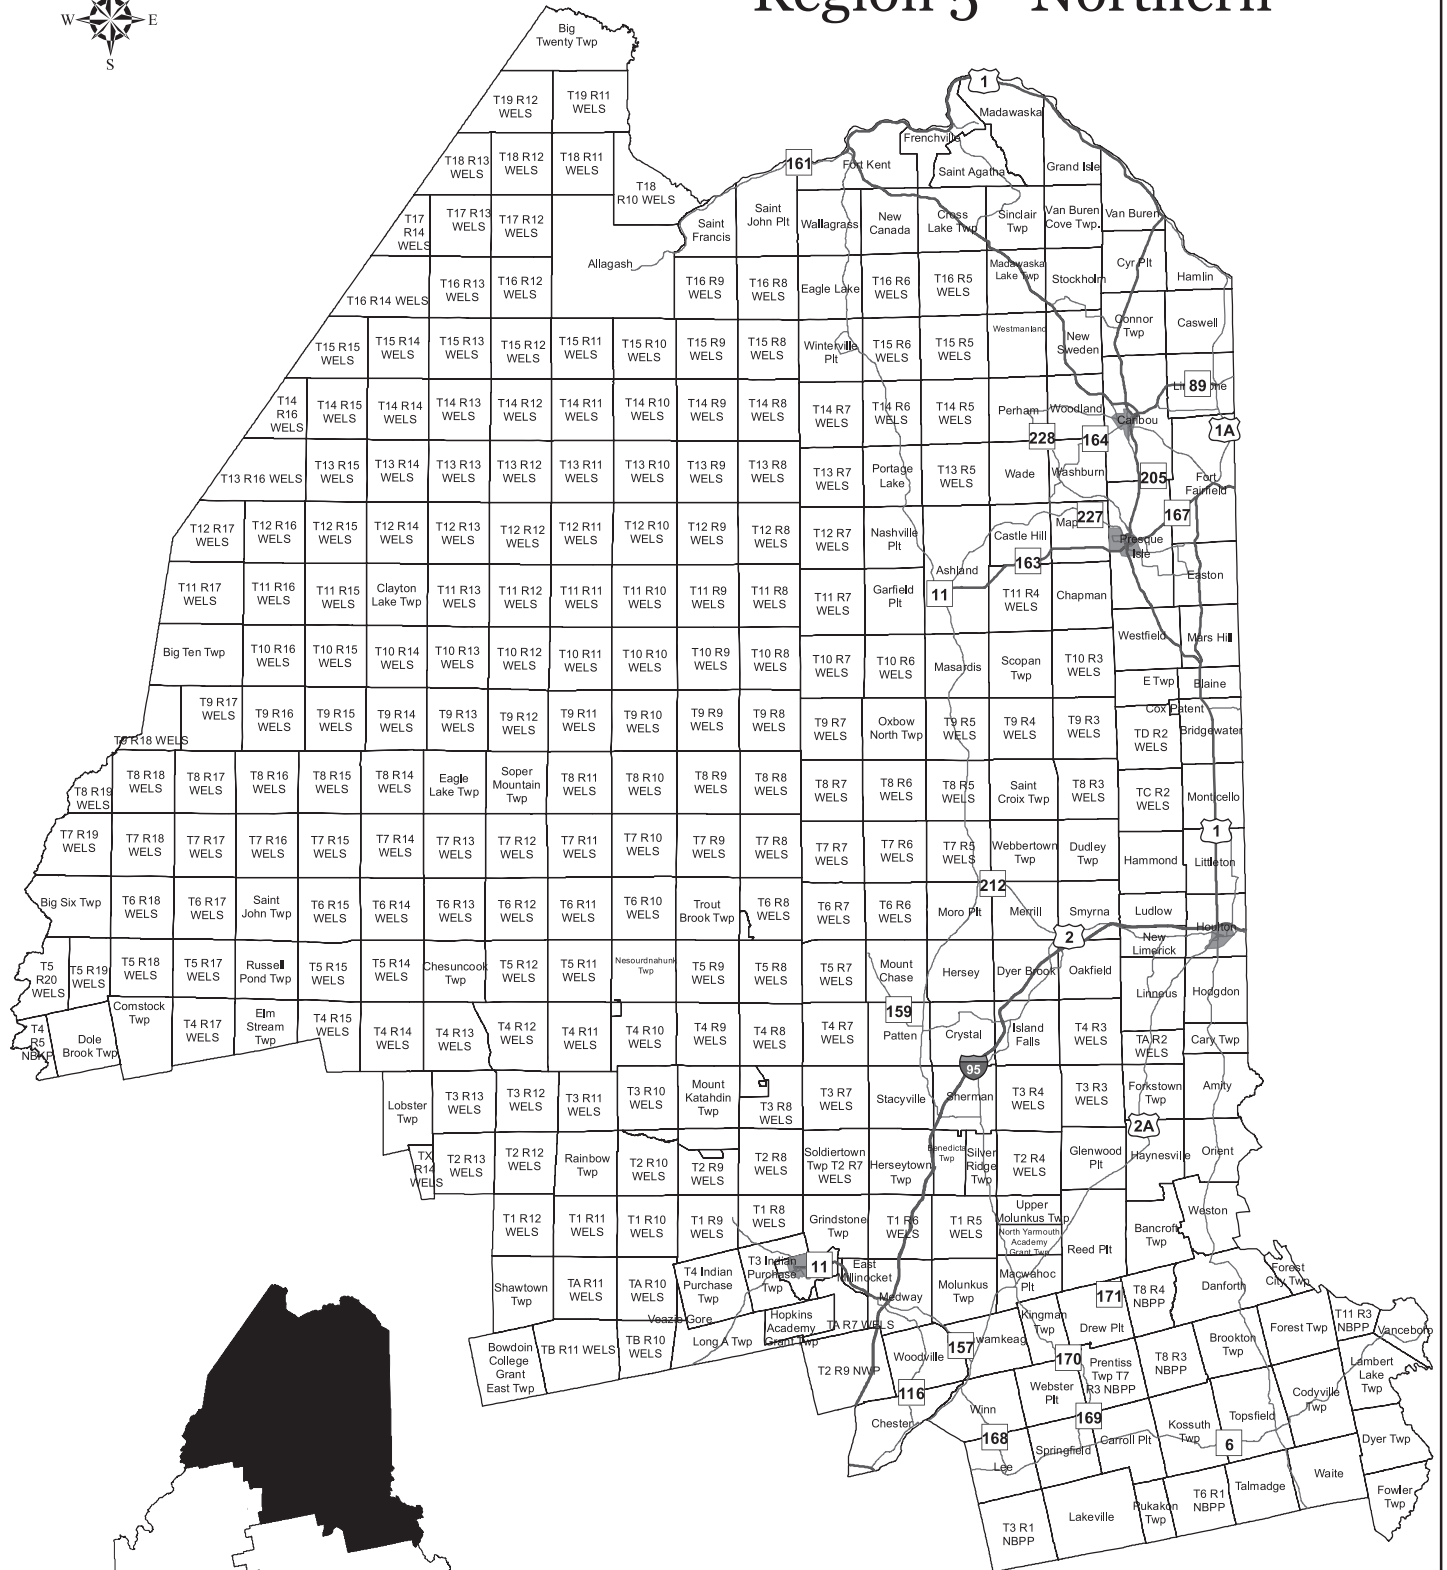 Region 5 - Northern
W
E
S
Big
Twenty Twp
T19 R12
WELS
T19 R11
WELS
1
Madawaska
Frenchville
T18 R13
WELS
T18 R12
WELS
T18 R11
WELS
161
Fort Kent
Saint Agatha
Grand Isle
T18
R10 WELS
T17
R14
WELS
T17 R13
WELS
T17 R12
WELS
Saint
Francis
Saint
John Plt
Wallagrass
New
Canada
Cross
Lake Twp
Sinclair
Twp
Van Buren
Cove Twp.
Van Buren
Allagash
T16 R14 WELS
T16 R13
WELS
T16 R12
WELS
T16 R9
WELS
T16 R8
WELS
Eagle Lake
T16 R6
WELS
T16 R5
WELS
Madawaska
Lake Twp
Stockholm
Cyr Plt
Hamlin
T15 R15
WELS
T15 R14
WELS
T15 R13
WELS
T15 R12
WELS
T15 R11
WELS
T15 R10
WELS
T15 R9
WELS
T15 R8
WELS
Winterville
Plt
T15 R6
WELS
T15 R5
WELS
Westmanland
New
Sweden
Connor
Twp
Caswell
T14
R16
WELS
T14 R15
WELS
T14 R14
WELS
T14 R13
WELS
T14 R12
WELS
T14 R11
WELS
T14 R10
WELS
T14 R9
WELS
T14 R8
WELS
T14 R7
WELS
T14 R6
WELS
T14 R5
WELS
Perham
Woodland
Caribou
89
1A
228
164
T13 R16 WELS
T13 R15
WELS
T13 R14
WELS
T13 R13
WELS
T13 R12
WELS
T13 R11
WELS
T13 R10
WELS
T13 R9
WELS
T13 R8
WELS
T13 R7
WELS
Portage
Lake
T13 R5
WELS
Wade
Washburn
205
Fort
Fairfield
T12 R17
WELS
T12 R16
WELS
T12 R15
WELS
T12 R14
WELS
T12 R13
WELS
T12 R12
WELS
T12 R11
WELS
T12 R10
WELS
T12 R9
WELS
T12 R8
WELS
T12 R7
WELS
Nashville
Plt
Castle Hill
227
167
Presque
Isle
Ashland
163
T11 R17
WELS
T11 R16
WELS
T11 R15
WELS
Clayton
Lake Twp
T11 R13
WELS
T11 R12
WELS
T11 R11
WELS
T11 R10
WELS
T11 R9
WELS
T11 R8
WELS
T11 R7
WELS
Garfield
Plt
11
T11 R4
WELS
Chapman
Easton
Big Ten Twp
T10 R16
WELS
T10 R15
WELS
T10 R14
WELS
T10 R13
WELS
T10 R12
WELS
T10 R11
WELS
T10 R10
WELS
T10 R9
WELS
T10 R8
WELS
T10 R7
WELS
T10 R6
WELS
Masardis
Scopan
Twp
T10 R3
WELS
Westfield
Mars Hill
E Twp
Blaine
Cox Patent
T9 R18 WELS
T9 R17
WELS
T9 R16
WELS
T9 R15
WELS
T9 R14
WELS
T9 R13
WELS
T9 R12
WELS
T9 R11
WELS
T9 R10
WELS
T9 R9
WELS
T9 R8
WELS
T9 R7
WELS
Oxbow
North Twp
T9 R5
WELS
T9 R4
WELS
T9 R3
WELS
TD R2
WELS
Bridgewater
T8 R19
WELS
T8 R18
WELS
T8 R17
WELS
T8 R16
WELS
T8 R15
WELS
T8 R14
WELS
Eagle
Lake Twp
Soper
Mountain
Twp
T8 R11
WELS
T8 R10
WELS
T8 R9
WELS
T8 R8
WELS
T8 R7
WELS
T8 R6
WELS
T8 R5
WELS
Saint
Croix Twp
T8 R3
WELS
TC R2
WELS
Monticello
T7 R19
WELS
T7 R18
WELS
T7 R17
WELS
T7 R16
WELS
T7 R15
WELS
T7 R14
WELS
T7 R13
WELS
T7 R12
WELS
T7 R11
WELS
T7 R10
WELS
T7 R9
WELS
T7 R8
WELS
T7 R7
WELS
T7 R6
WELS
T7 R5
WELS
Webbertown
Twp
Dudley
Twp
Hammond
1
Littleton
Big Six Twp
T6 R18
WELS
T6 R17
WELS
Saint
John Twp
T6 R15
WELS
T6 R14
WELS
T6 R13
WELS
T6 R12
WELS
T6 R11
WELS
T6 R10
WELS
Trout
Brook Twp
T6 R8
WELS
T6 R7
WELS
T6 R6
WELS
Moro Plt
212
Merrill
Smyrna
Ludlow
Houlton
2
New
Limerick
T5
R20
WELS
T5 R19
WELS
T5 R18
WELS
T5 R17
WELS
Russell
Pond Twp
T5 R15
WELS
T5 R14
WELS
Chesuncook
Twp
T5 R12
WELS
T5 R11
WELS
Nesourdnahunk
Twp
T5 R9
WELS
T5 R8
WELS
T5 R7
WELS
Mount
Chase
Hersey
Dyer Brook
Oakfield
Linneus
Hodgdon
T4
R5
NBKP
Dole
Brook Twp
Comstock
Twp
T4 R17
WELS
Elm
Stream
Twp
T4 R15
WELS
T4 R14
WELS
T4 R13
WELS
T4 R12
WELS
T4 R11
WELS
T4 R10
WELS
T4 R9
WELS
T4 R8
WELS
T4 R7
WELS
159
Patten
Crystal
Island
Falls
T4 R3
WELS
TA R2
WELS
Cary Twp
95
Lobster
Twp
T3 R13
WELS
T3 R12
WELS
T3 R11
WELS
T3 R10
WELS
Mount
Katahdin
Twp
T3 R8
WELS
T3 R7
WELS
Stacyville
Sherman
T3 R4
WELS
T3 R3
WELS
Forkstown
Twp
Amity
2A
TX
R14
WELS
T2 R13
WELS
T2 R12
WELS
Rainbow
Twp
T2 R10
WELS
T2 R9
WELS
T2 R8
WELS
Soldiertown
Twp T2 R7
WELS
Herseytown
Twp
Benedicta
Twp
Silver
Ridge
Twp
T2 R4
WELS
Glenwood
Plt
Haynesville
Orient
T1 R12
WELS
T1 R11
WELS
T1 R10
WELS
T1 R9
WELS
T1 R8
WELS
Grindstone
Twp
T1 R6
WELS
T1 R5
WELS
Upper
Molunkus Twp
North Yarmouth
Academy
Grant Twp
Reed Plt
Bancroft
Twp
Weston
Shawtown
Twp
TA R11
WELS
TA R10
WELS
T4 Indian
Purchase
Twp
T3 Indian
Purchase
Twp
11
East
Millinocket
Medway
Molunkus
Twp
Macwahoc
Plt
171
T8 R4
NBPP
Danforth
Forest
City Twp
Veazie Gore
Hopkins
Academy
Grant Twp
TA R7 WELS
Kingman
Twp
Drew Plt
Brookton
Twp
Forest Twp
T11 R3
NBPP
Vanceboro
Bowdoin
College
Grant
East Twp
TB R11 WELS
TB R10
WELS
Long A Twp
T2 R9 NWP
Woodville
157
170
Prentiss
Twp T7
R3 NBPP
T8 R3
NBPP
Lambert
Lake
Twp
116
Chester
Winn
Webster
Plt
169
Codyville
Twp
Topsfield
Kossuth
Twp
168
Lee
Springfield
Carroll Plt
6
Dyer Twp
Waite
Talmadge
T6 R1
NBPP
Pukakon
Twp
Lakeville
T3 R1
NBPP
Fowler
Twp